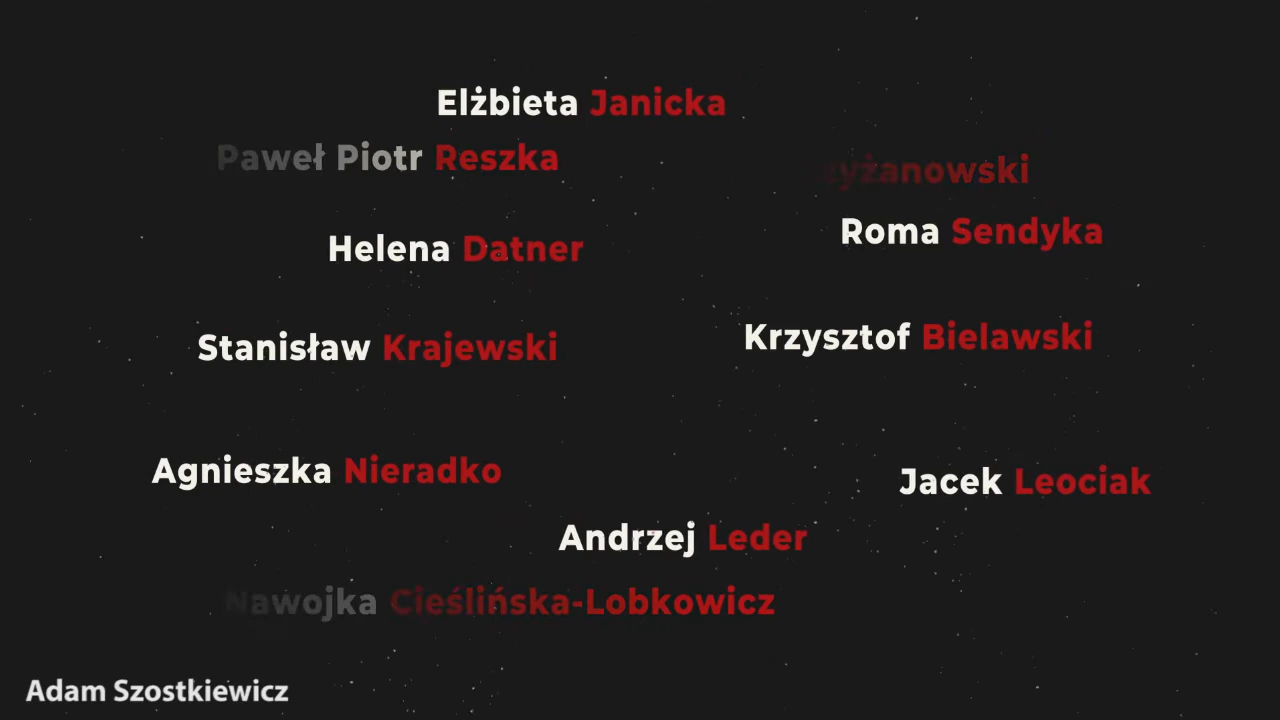 Elżbieta Janicka
Paweł Piotr Reszka
Helena Datner
Roma Sendyka
Krzysztof Bielawski
Stanisław Krajewski
Agnieszka Nieradko
Jacek Leociak
Andrzej Leder
Nawojka Cieślińska-Lobkowicz
Adam Szostkiewicz